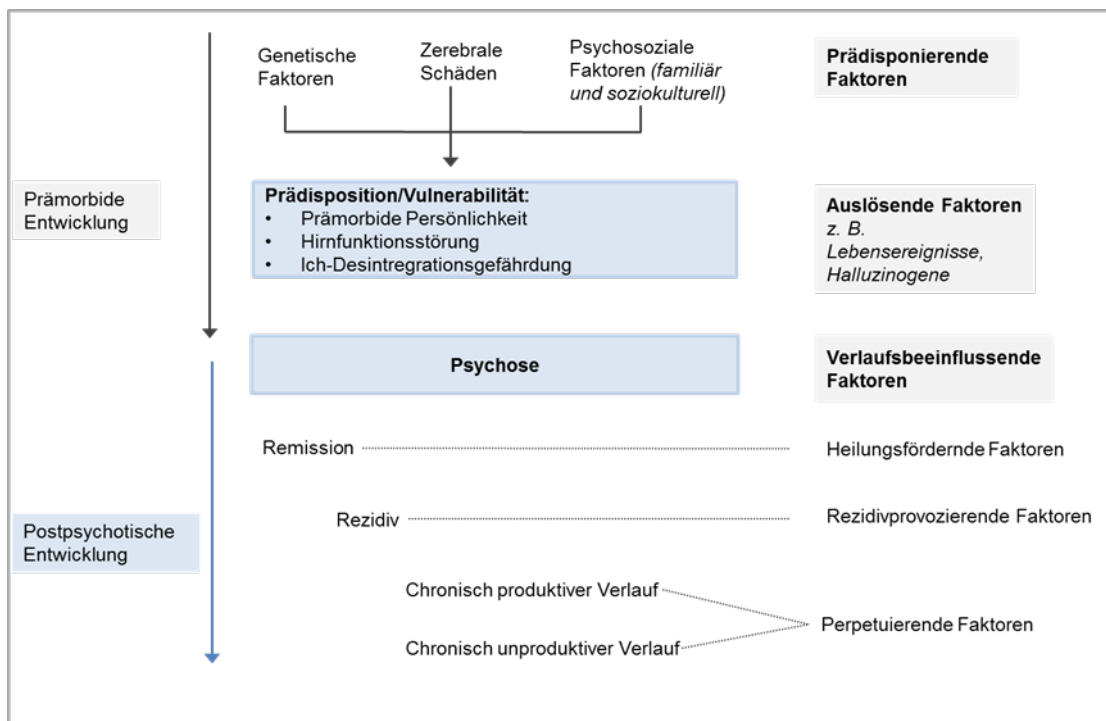 Genetische
Faktoren
Zerebrale
Schäden
Psychosoziale
Faktoren (familiär
und soziokulturell)
Prädisponierende
Faktoren
Prämorbide
Entwicklung
Prädisposition/Vulnerabilität:
• Prämorbide Persönlichkeit
• Hirnfunktionsstörung
• Ich-Desintregrationsgefährdung
Auslösende Faktoren
z. B.
Lebensereignisse,
Halluzinogene
Psychose
Verlaufsbeeinflussende
Faktoren
Remission
Heilungsfördernde Faktoren
Postpsychotische
Entwicklung
Rezidiv
Rezidivprovozierende Faktoren
Chronisch produktiver Verlauf
Chronisch unproduktiver Verlauf
Perpetuierende Faktoren